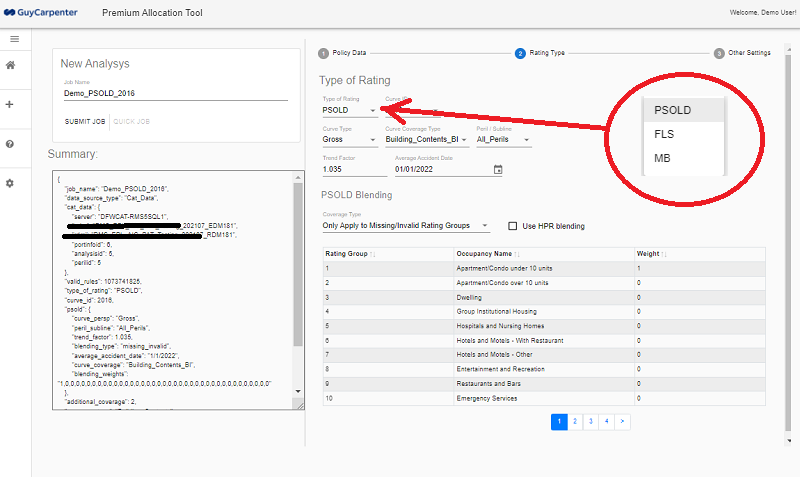 GuyCarpenter Premium Allocation Tool Welcome, Demo User!
New Analysys
Job Name
Demo_PSOLD_2016
SUBMIT JOB QUICK JOB
Summary:
{
"job_name": "Demo_PSOLD_2016",
"data_source_type": "Cat_Data",
"cat_data": {
"server": "DFWCAT-RMS5SQL1",
_202107_EDM181",
_RDM181",
"portinfoid": 6,
"analysisid": 6,
"perilid": 5
},
"valid_rules": 1073741825,
"type_of_rating": "PSOLD",
"curve_id": 2016,
"psold": {
"curve_persp": "Gross",
"peril_subline": "All_Perils",
"trend_factor": 1.035,
"blending_type": "missing_invalid",
"average_accident_date": "1/1/2022",
"curve_coverage": "Building_Contents_BI",
"blending_weights":
"1,0,0,0,0,0,0,0,0,0,0,0,0,0,0,0,0,0,0,0,0,0,0,0,0,0,0,0,0,0,0,0,0,0,0,0,0,0"
},
"additional_coverage": 2,
1 Policy Data 2 Rating Type 3 Other Settings
Type of Rating
Type of Rating
PSOLD
Curve Type Curve Coverage Type Peril / Subline
Gross Building_Contents_BI All_Perils
Trend Factor Average Accident Date
1.035 01/01/2022
PSOLD
FLS
MB
PSOLD Blending
Coverage Type
Only Apply to Missing/Invalid Rating Groups Use HPR blending
Rating Group Occupancy Name Weight
1 Apartment/Condo under 10 units 1
2 Apartment/Condo over 10 units 0
3 Dwelling 0
4 Group Institutional Housing 0
5 Hospitals and Nursing Homes 0
6 Hotels and Motels - With Restaurant 0
7 Hotels and Motels - Other 0
8 Entertainment and Recreation 0
9 Restaurants and Bars 0
10 Emergency Services 0
1 2 3 4 >